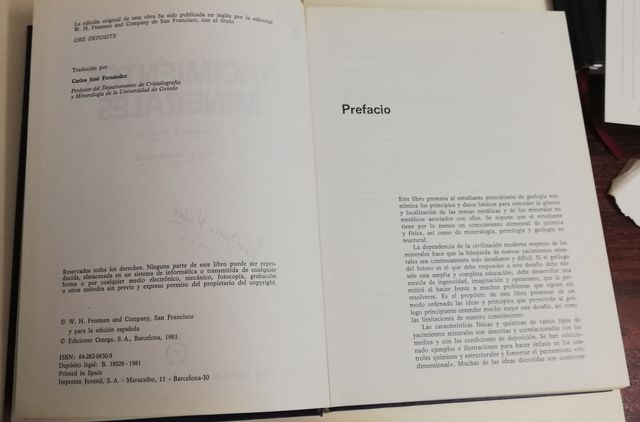 La edición original de esta obra ha sido publicada en inglés por la editorial
W. H. Freeman and Company de San Francisco, con el título
ORE DEPOSITS
Traducido por
Carlos José Fernández
Profesor del Departamento de Cristalografía
y Mineralogía de la Universidad de Oviedo
Reservados todos los derechos. Ninguna parte de este libro puede ser repro-
ducida, almacenada en un sistema de informática o transmitida de cualquier
forma o por cualquier medio electrónico, mecánico, fotocopia, grabación
u otros métodos sin previo y expreso permiso del propietario del copyright.
© W. H. Freeman and Company, San Francisco
y para la edición española
© Ediciones Omega, S. A., Barcelona, 1981
ISBN: 84-282-0650-9
Depósito legal: B. 18026 - 1981
Printed in Spain
Imprenta Juvenil, S. A. - Maracaibo, 11 - Barcelona-30
Prefacio
Este libro presenta al estudiante principiante de geología eco-
nómica los principios y datos básicos para entender la génesis
y localización de las menas metálicas y de los minerales no
metálicos asociados con ellas. Se supone que el estudiante
tiene por lo menos un conocimiento elemental de química
y física, así como de mineralogía, petrología y geología es-
tructural.
La dependencia de la civilización moderna respecto de los
minerales hace que la búsqueda de nuevos yacimientos mine-
rales sea continuamente más desafiante y difícil. Si el geólogo
del futuro es el que debe responder a este desafío debe dár-
sele una amplia y completa educación; debe desarrollar una
mezcla de ingenuidad, imaginación y optimismo, que le per-
mitirá el hacer frente a muchos problemas que siguen sin
resolverse. Es el propósito de este libro presentar de un
modo ordenado las ideas y principios que permitirán al geó-
logo principiante entender mucho mejor este desafío, así como
las limitaciones de nuestro conocimiento.
Las características físicas y químicas de varios tipos de
yacimientos minerales son descritas y correlacionadas con los
tipos y con las condiciones de deposición. Se han seleccio-
nado ejemplos e ilustraciones para hacer énfasis en los con-
troles químicos y estructurales y fomentar el pensamiento «tri-
dimensional». Muchas de las ideas discutidas son controver-